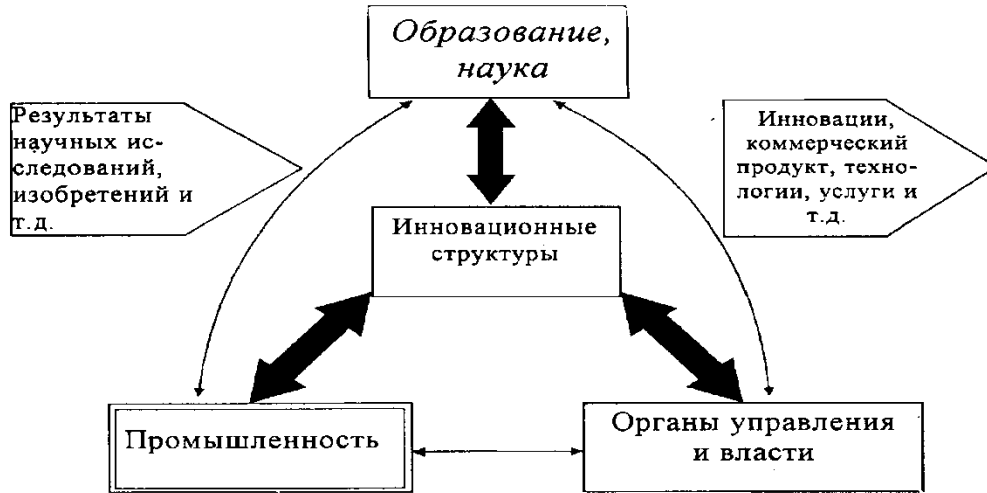 Образование,
наука
Результаты
научных ис-
следований,
изобретений и
т.д.
Инновации,
коммерческий
продукт, техно-
логии, услуги и
т.д.
Инновационные
структуры
Промышленность
Органы управления
и власти